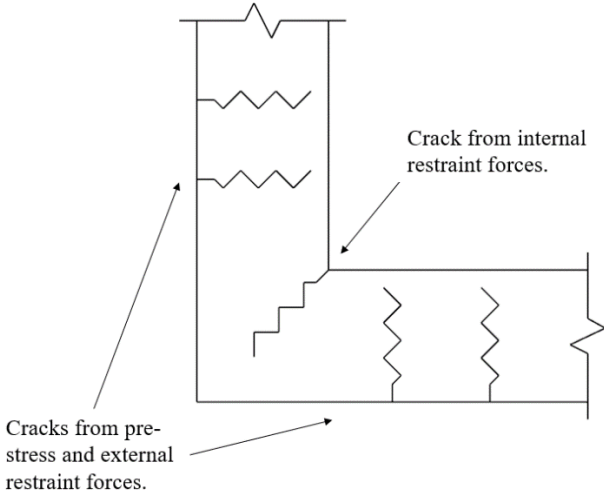 Crack from internal
restraint forces.
Cracks from pre-
stress and external
restraint forces.